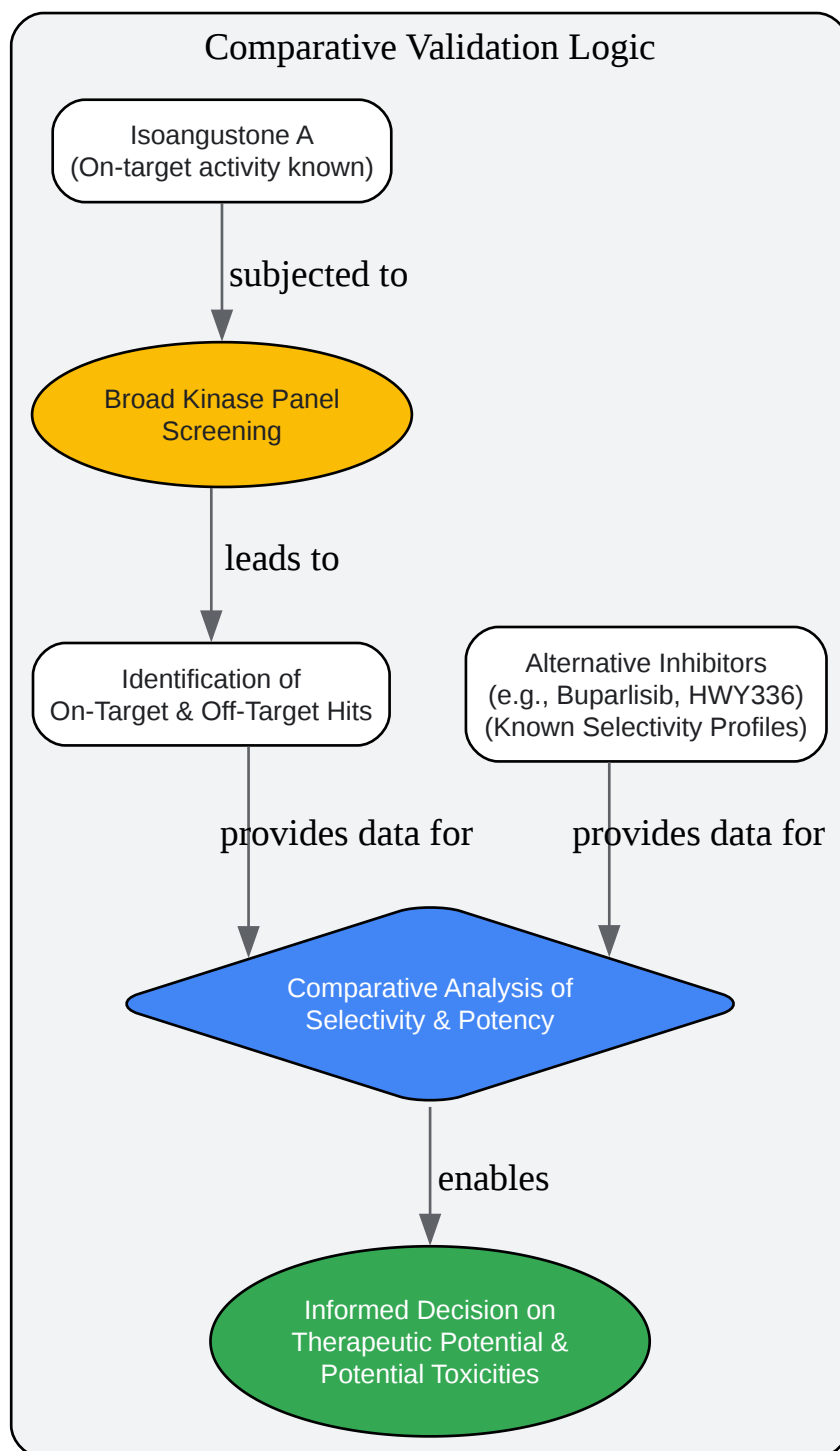 Comparative Validation Logic
Isoangustone A
(On-target activity known)
subjected to
Broad Kinase Panel
Screening
leads to
Identification of
On-Target & Off-Target Hits
Alternative Inhibitors
(e.g., Buparlisib, HWY336)
(Known Selectivity Profiles)
provides data for
provides data for
Comparative Analysis of
Selectivity & Potency
enables
Informed Decision on
Therapeutic Potential &
Potential Toxicities